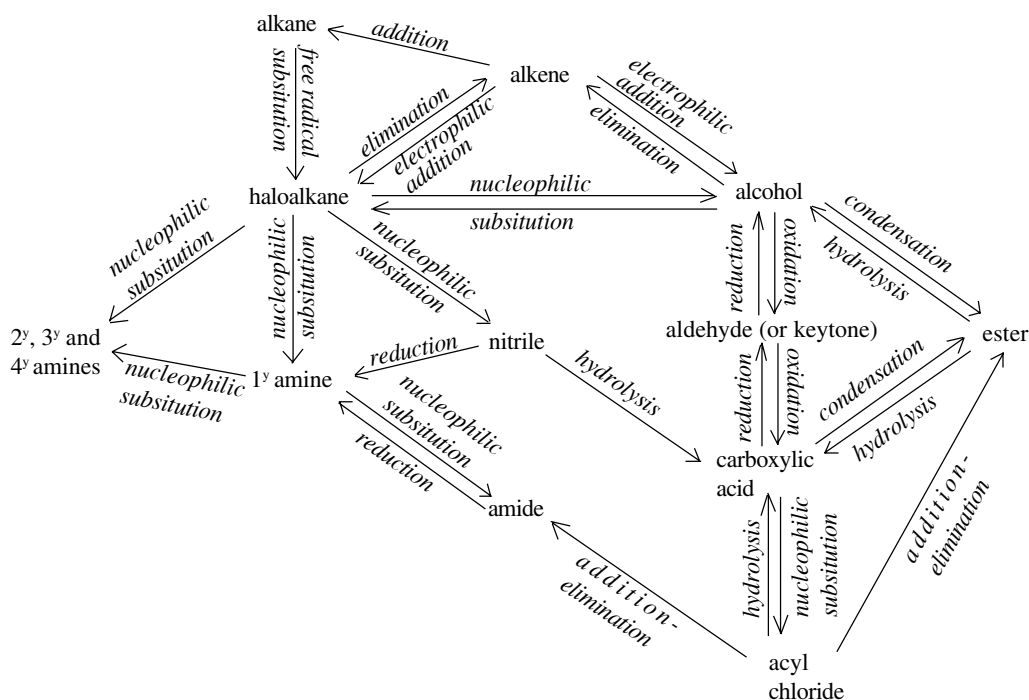 alkane
addition
free radical
subsitution
alkene
electrophilic
addition
elimination
elimination
electrophilic
addition
haloalkane
nucleophilic
subsitution
alcohol
condensation
hydrolysis
nucleophilic
subsitution
nucleophilic
subsitution
nucleophilic
subsitution
reduction
oxidation
2ʸ, 3ʸ and
4ʸ amines
nucleophilic
subsitution
1ʸ amine
reduction
nitrile
hydrolysis
aldehyde (or keytone)
ester
reduction
oxidation
condensation
hydrolysis
nucleophilic
subsitution
reduction
carboxylic
acid
amide
addition-
elimination
hydrolysis
nucleophilic
subsitution
addition-
elimination
acyl
chloride